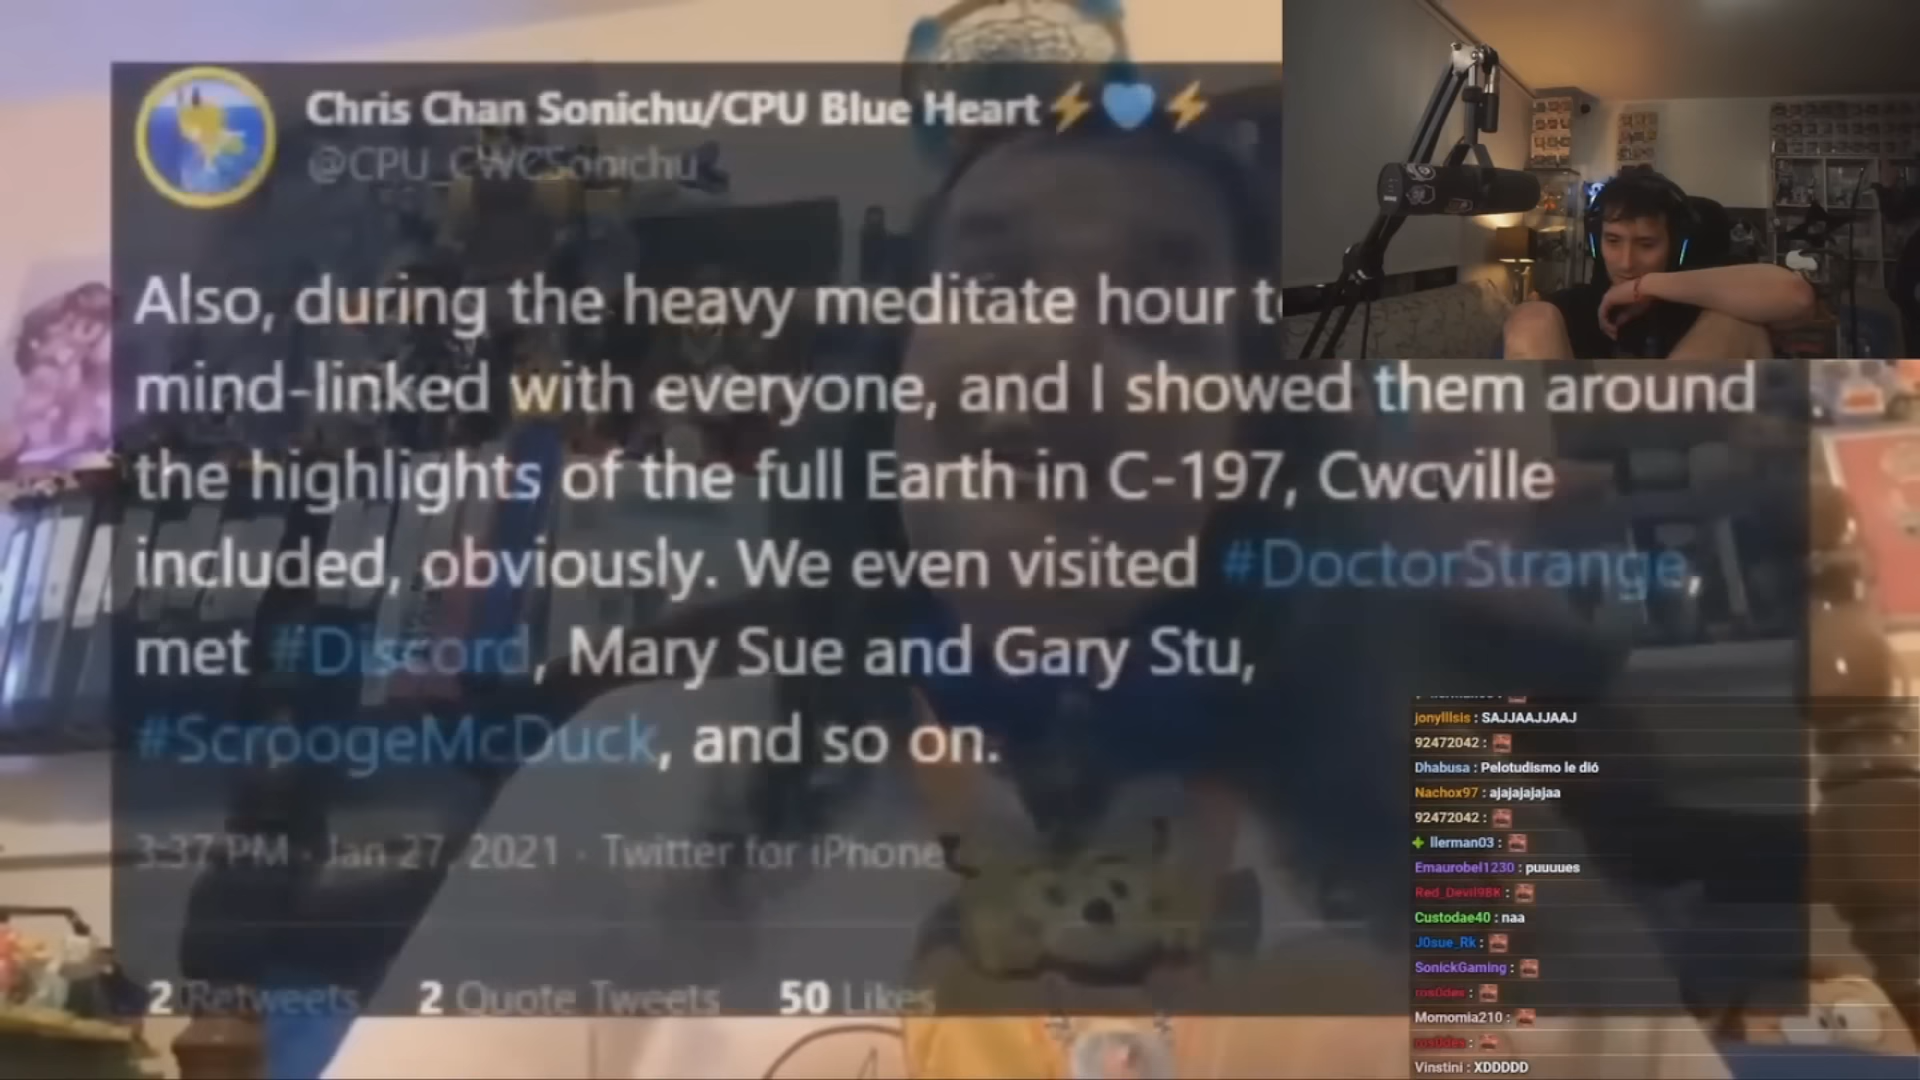 Chris Chan Sonichu/CPU Blue Heart⚡💙⚡
@CPU_CWCSonichu
Also, during the heavy meditate hour
mind-linked with everyone, and I showed them around
the highlights of the full Earth in C-197, Cwcville
included, obviously. We even visited #DoctorStrange,
met #Discord, Mary Sue and Gary Stu,
#ScroogeMcDuck, and so on.
3:37 PM · Jan 27, 2021 · Twitter for iPhone
2 Retweets 2 Quote Tweets 50 Likes
jonylllsis : SAJJAAJJAAJ
92472042 :
Dhabusa : Pelotudismo le dió
Nachox97 : ajajajajajaa
92472042 :
llerman03 :
Emaurobel1230 : puuuues
Red_Devil98K :
Custodae40 : naa
J0sue_Rk :
SonickGaming :
ros0des :
Momomia210 :
ros0des :
Vinstini : XDDDDD